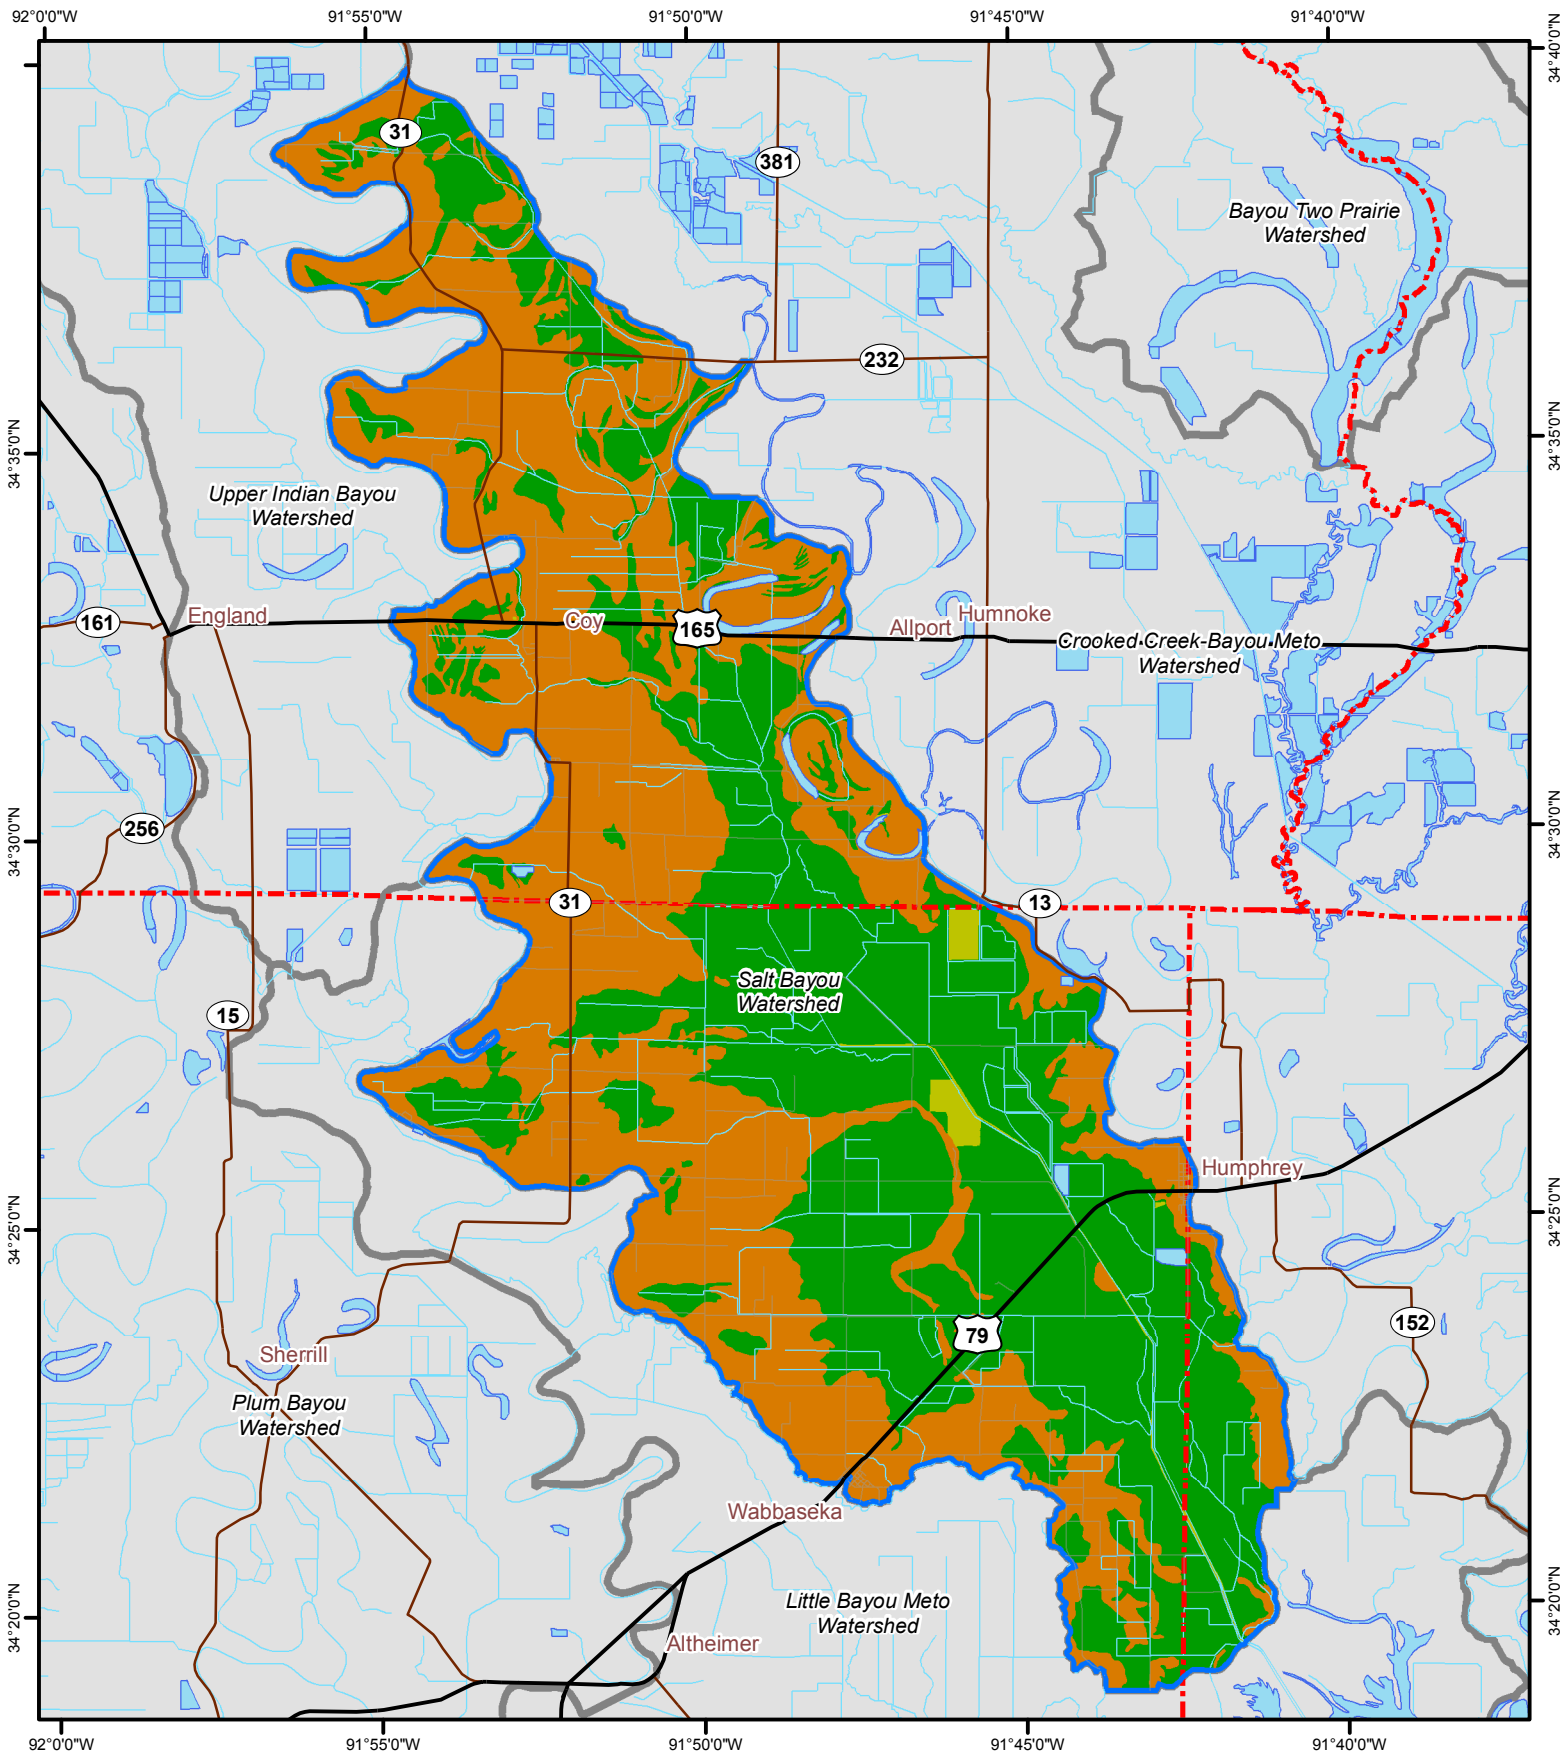 92°0'0"W
91°55'0"W
91°50'0"W
91°45'0"W
91°40'0"W
34°40'0"N
31
381
Bayou Two Prairie
Watershed
232
34°35'0"N
34°35'0"N
Upper Indian Bayou
Watershed
161
England
Coy
165
Allport
Humnoke
Crooked Creek-Bayou Meto
Watershed
256
34°30'0"N
34°30'0"N
31
13
Salt Bayou
Watershed
15
Humphrey
34°25'0"N
34°25'0"N
79
152
Sherrill
Plum Bayou
Watershed
Wabbaseka
Little Bayou Meto
Watershed
34°20'0"N
34°20'0"N
Altheimer
92°0'0"W
91°55'0"W
91°50'0"W
91°45'0"W
91°40'0"W